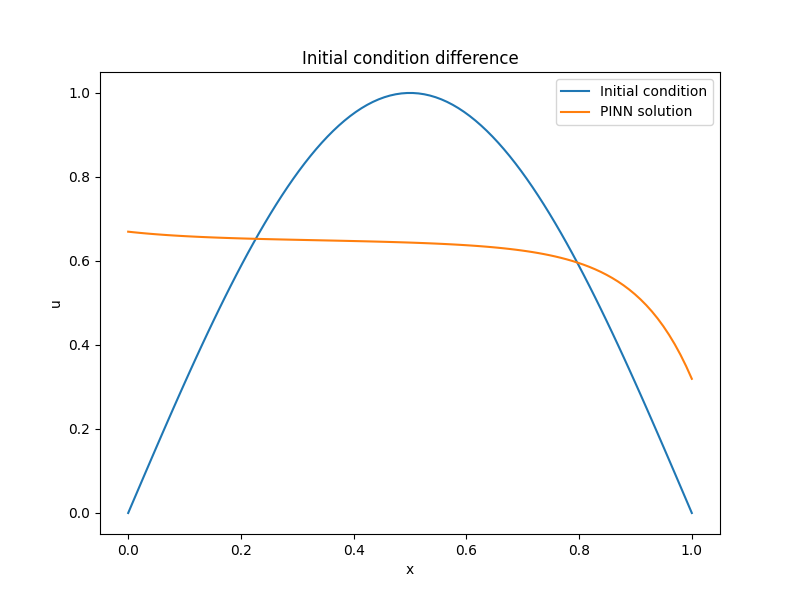 Initial condition difference
Initial condition
PINN solution
1.0
0.8
0.6
0.4
0.2
0.0
u
0.0 0.2 0.4 0.6 0.8 1.0
x